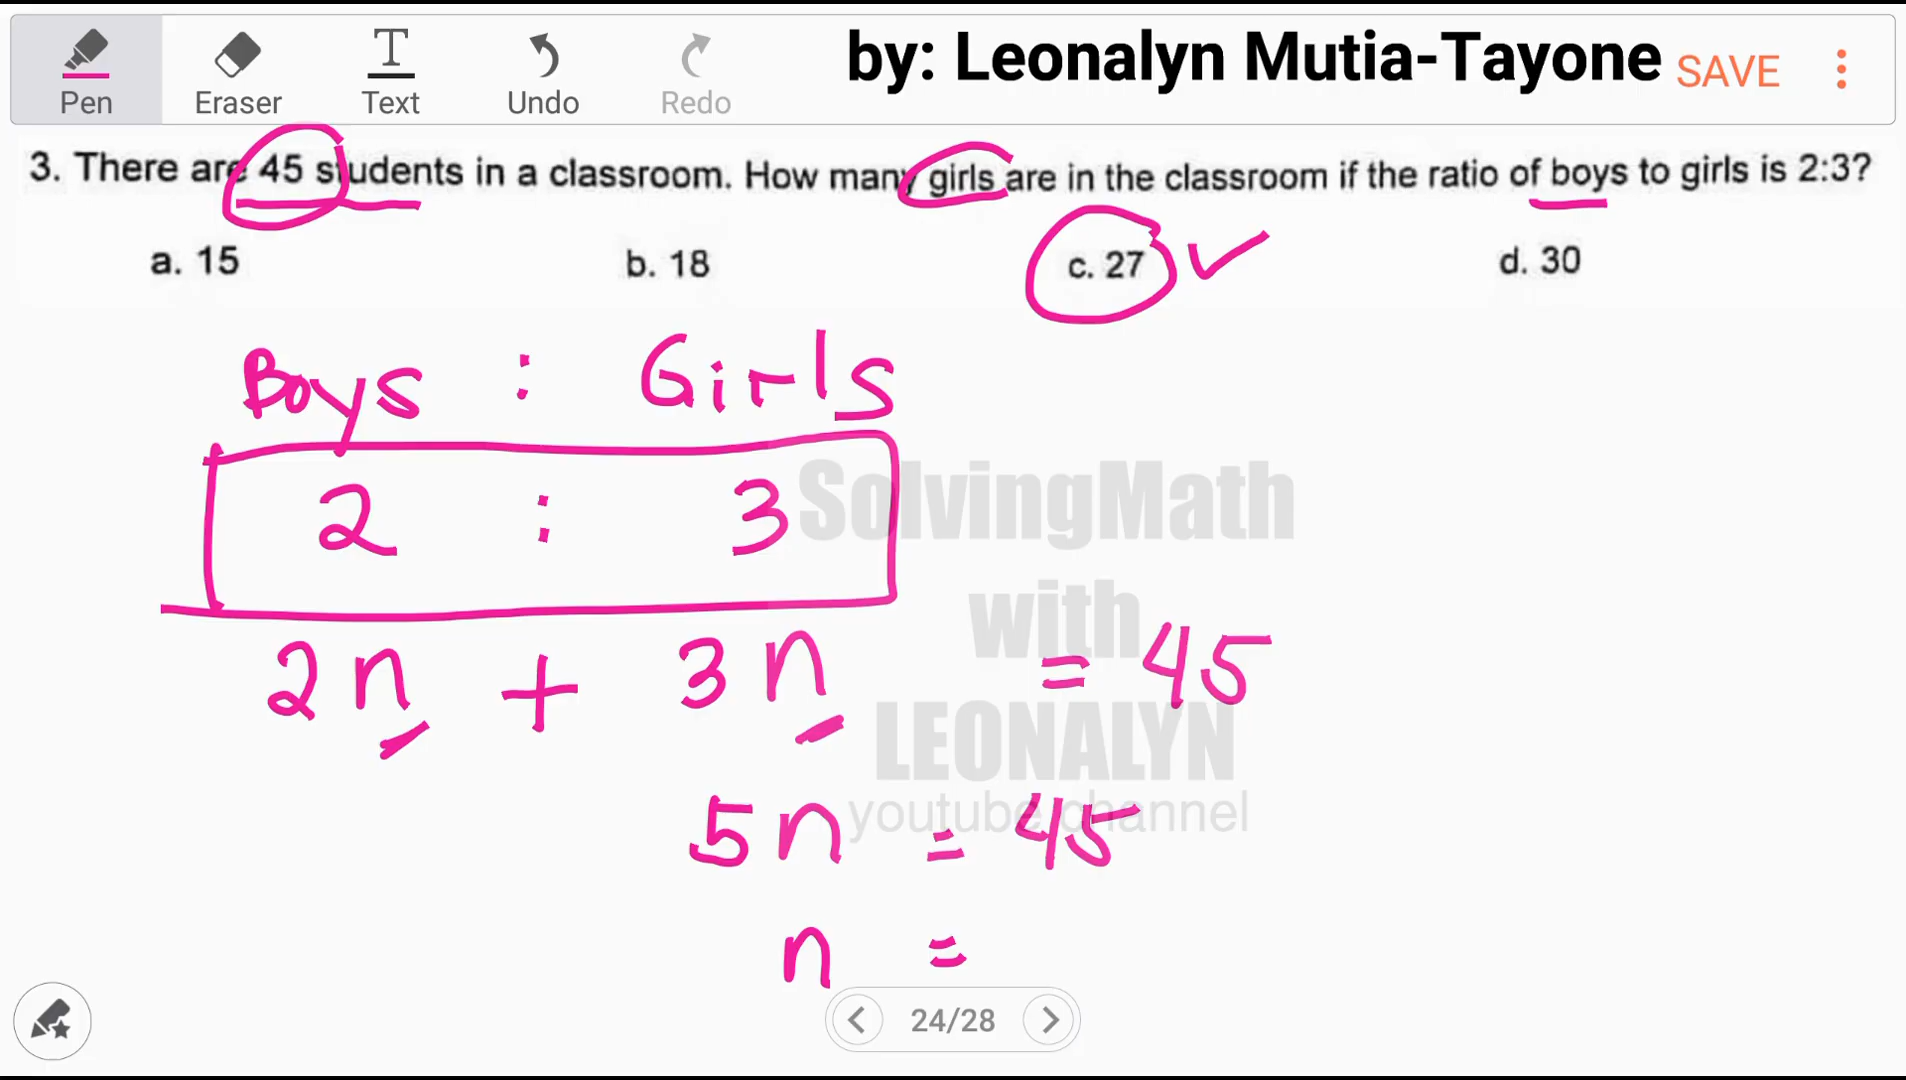 by: Leonalyn Mutia-Tayone
Pen Eraser Text Undo Redo SAVE
3. There are 45 students in a classroom. How many girls are in the classroom if the ratio of boys to girls is 2:3?
a. 15 b. 18 c. 27 d. 30
Boys : Girls
2 : 3
SolvingMath
with
2n + 3n = 45
LEONALYN
youtube channel
5n = 45
n =
24/28